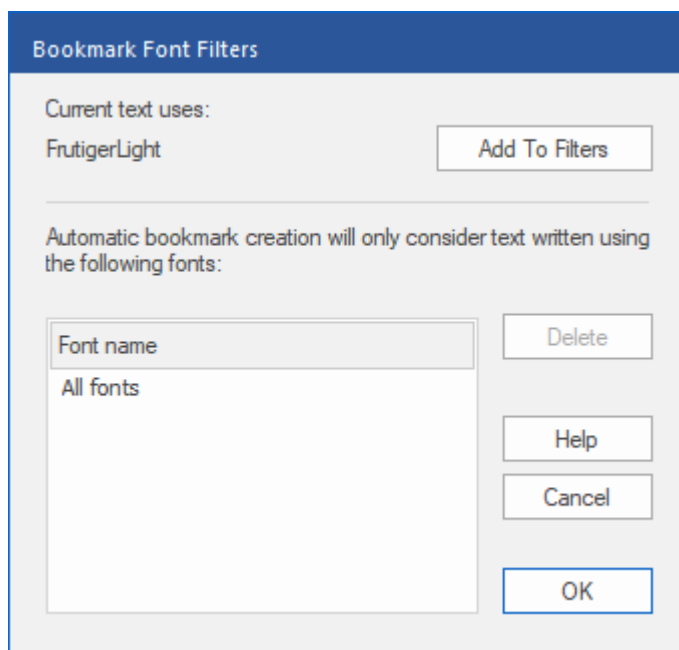 Bookmark Font Filters
Current text uses:
FrutigerLight
Add To Filters
Automatic bookmark creation will only consider text written using
the following fonts:
Font name
All fonts
Delete
Help
Cancel
OK